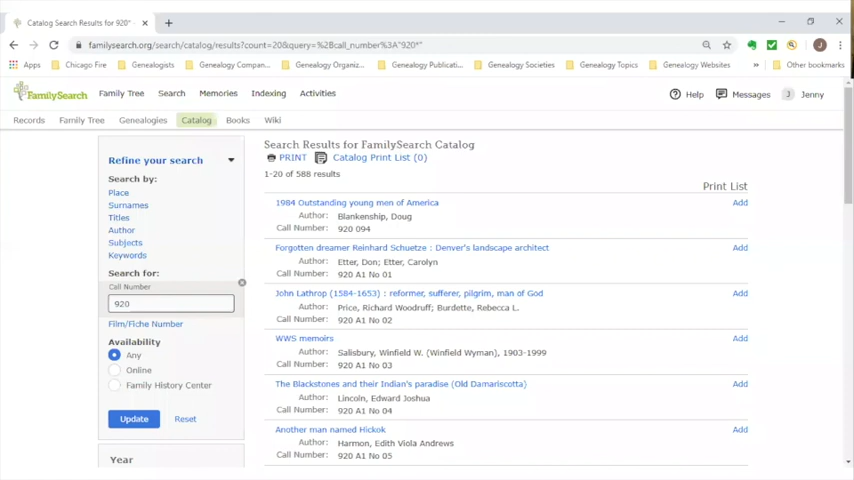 Catalog Search Results for 920*
familysearch.org/search/catalog/results?count=20&query=%2Bcall_number%3A"920*"
Apps Chicago Fire Genealogists Genealogy Compan... Genealogy Organiz... Genealogy Publicati... Genealogy Societies Genealogy Topics Genealogy Websites » Other bookmarks
FamilySearch Family Tree Search Memories Indexing Activities Help Messages J Jenny
Records Family Tree Genealogies Catalog Books Wiki
Refine your search
Search by:
Place
Surnames
Titles
Author
Subjects
Keywords
Search for:
Call Number
920
Film/Fiche Number
Availability
Any
Online
Family History Center
Update Reset
Year
Search Results for FamilySearch Catalog
PRINT Catalog Print List (0)
1-20 of 588 results
Print List
1984 Outstanding young men of America Add
Author: Blankenship, Doug
Call Number: 920 094
Forgotten dreamer Reinhard Schuetze : Denver's landscape architect Add
Author: Etter, Don; Etter, Carolyn
Call Number: 920 A1 No 01
John Lathrop (1584-1653) : reformer, sufferer, pilgrim, man of God Add
Author: Price, Richard Woodruff; Burdette, Rebecca L.
Call Number: 920 A1 No 02
WWS memoirs Add
Author: Salisbury, Winfield W. (Winfield Wyman), 1903-1999
Call Number: 920 A1 No 03
The Blackstones and their Indian's paradise (Old Damariscotta) Add
Author: Lincoln, Edward Joshua
Call Number: 920 A1 No 04
Another man named Hickok Add
Author: Harmon, Edith Viola Andrews
Call Number: 920 A1 No 05